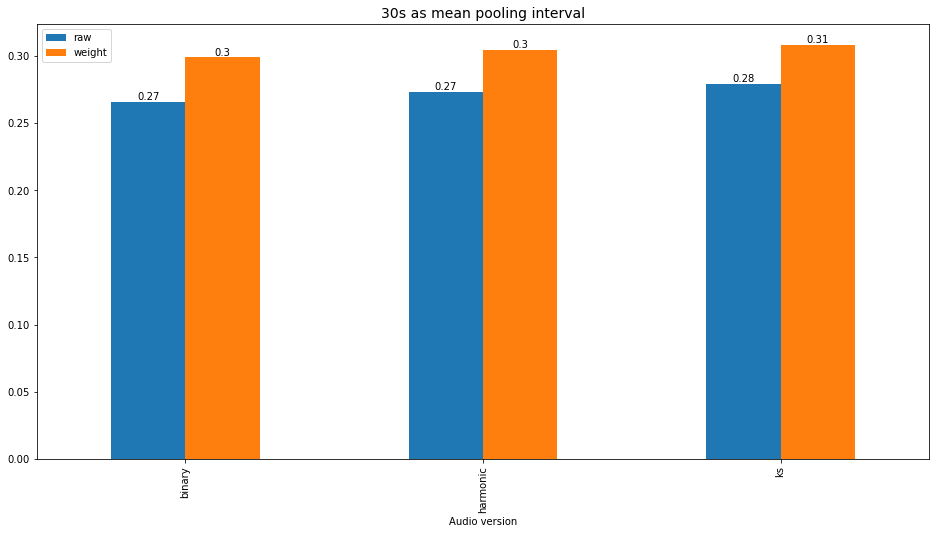 30s as mean pooling interval
raw
weight
0.30
0.25
0.20
0.15
0.10
0.05
0.00
0.27
0.3
0.27
0.3
0.28
0.31
binary
harmonic
ks
Audio version